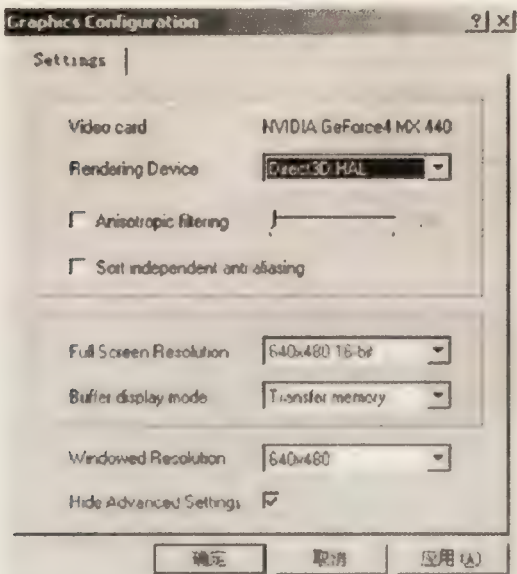 Graphics Configuration
Settings
Video card NVIDIA GeForce4 MX 440
Rendering Device Direct3D HAL
Anisotropic filtering
Sort independent anti aliasing
Full Screen Resolution 640x480 16-bit
Buffer display mode Transfer memory
Windowed Resolution 640x480
Hide Advanced Settings
确定 取消 应用(A)